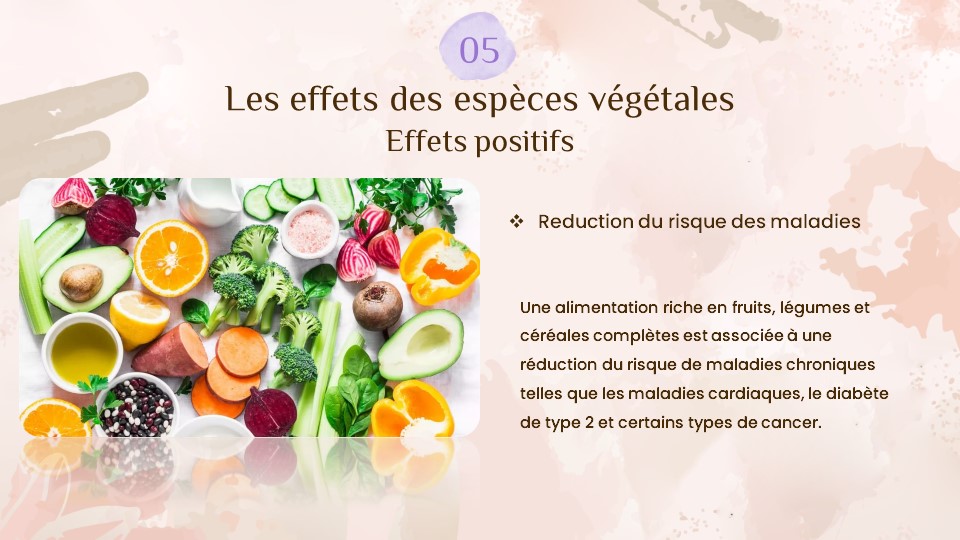 05
Les effets des espèces végétales
Effets positifs
❖ Reduction du risque des maladies
Une alimentation riche en fruits, légumes et
céréales complètes est associée à une
réduction du risque de maladies chroniques
telles que les maladies cardiaques, le diabète
de type 2 et certains types de cancer.